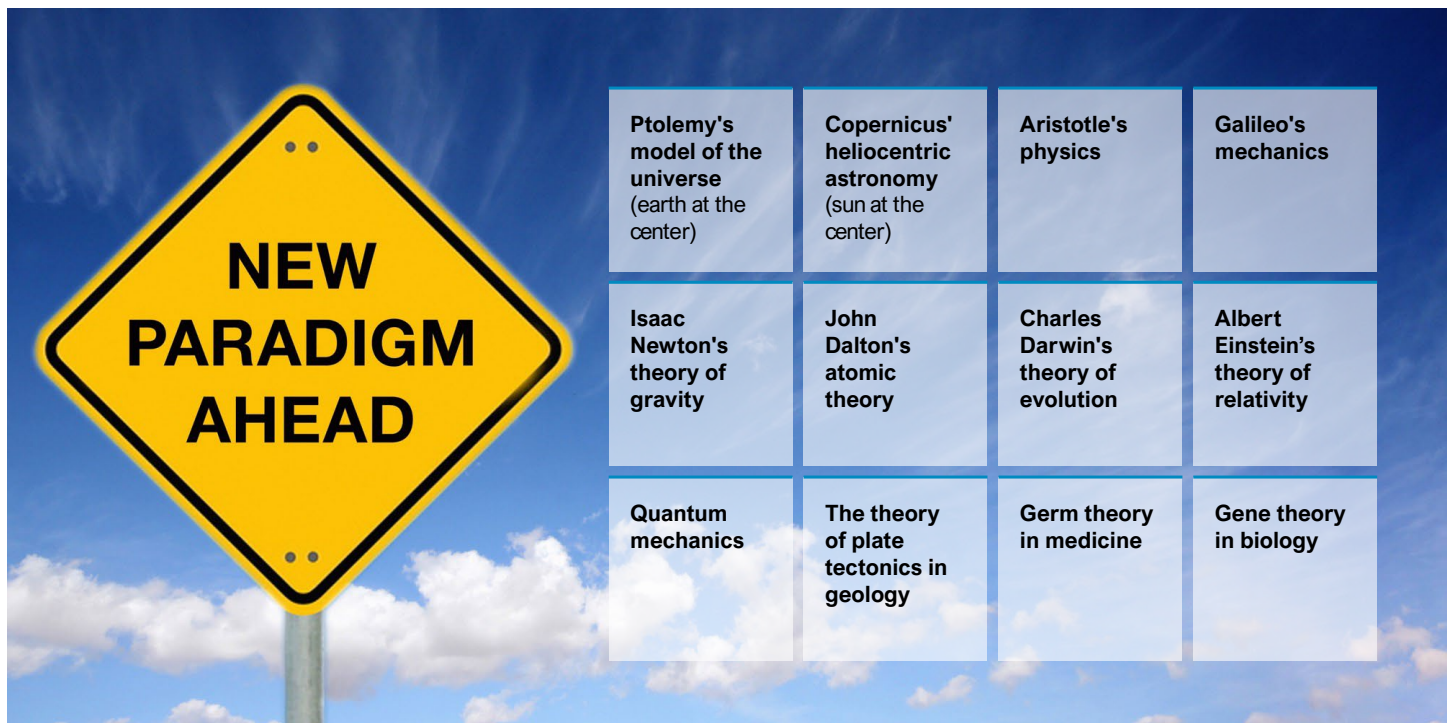 NEW
PARADIGM
AHEAD
Ptolemy's
model of the
universe
(earth at the
center)
Copernicus'
heliocentric
astronomy
(sun at the
center)
Aristotle's
physics
Galileo's
mechanics
Isaac
Newton's
theory of
gravity
John
Dalton's
atomic
theory
Charles
Darwin's
theory of
evolution
Albert
Einstein’s
theory of
relativity
Quantum
mechanics
The theory
of plate
tectonics in
geology
Germ theory
in medicine
Gene theory
in biology